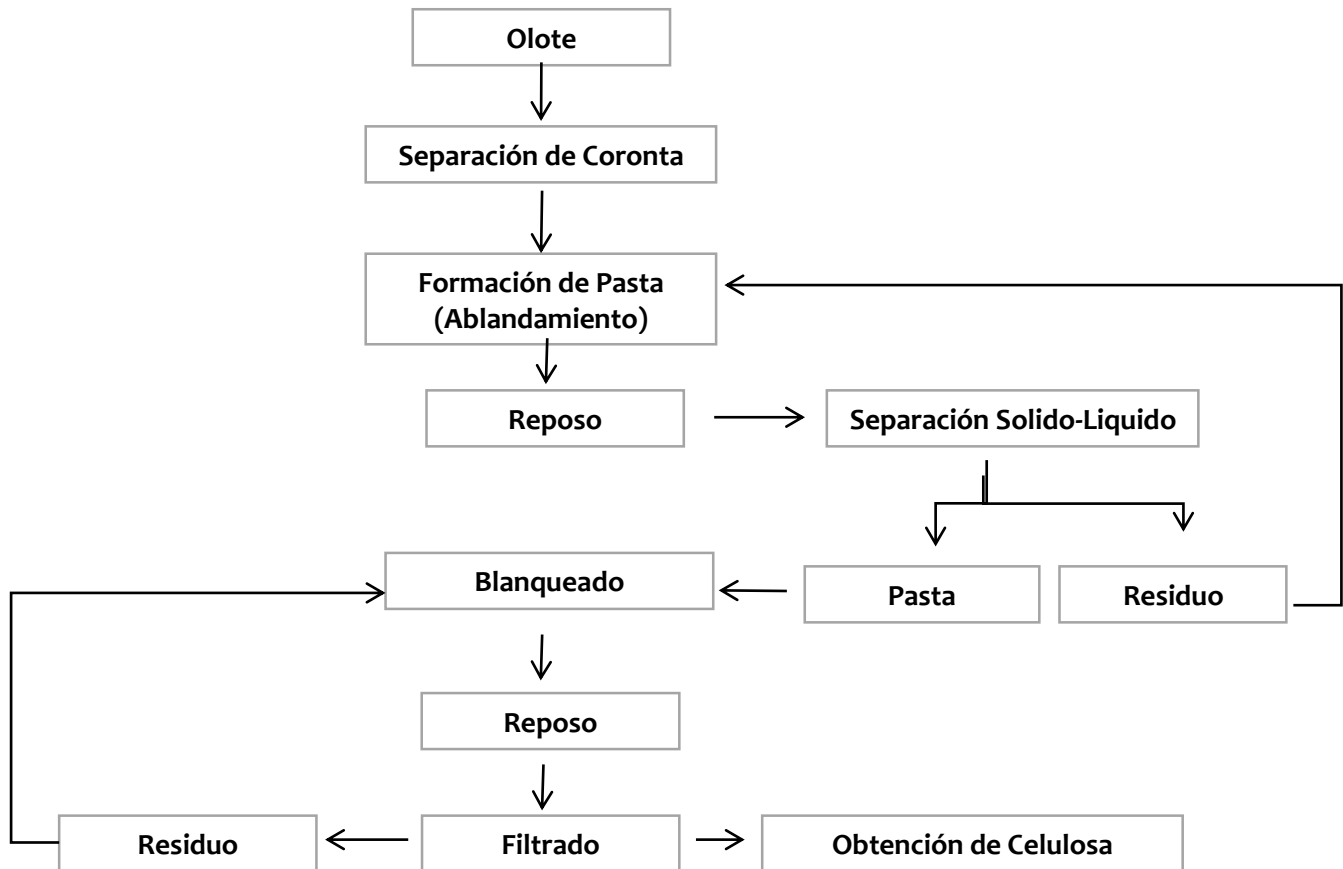 Olote
Separación de Coronta
Formación de Pasta
(Ablandamiento)
Reposo
Separación Solido-Liquido
Blanqueado
Pasta
Residuo
Reposo
Residuo
Filtrado
Obtención de Celulosa